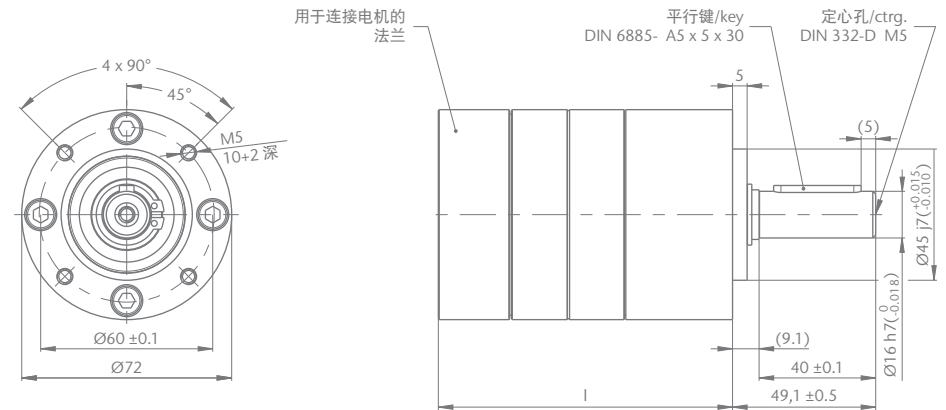 用于连接电机的
法兰
平行键/key
DIN 6885- A5 x 5 x 30
定心孔/ctrg.
DIN 332-D M5
4 x 90°
45°
M5
10+2 深
5
(5)
Ø45 j7(+0.015 -0.010)
Ø16 h7( 0 -0.018)
Ø60 ±0.1
Ø72
(9.1)
40 ±0.1
l
49,1 ±0.5